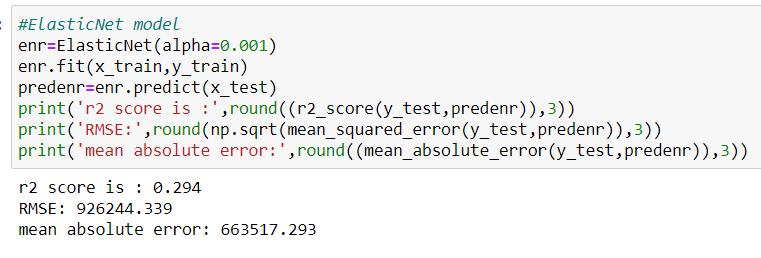 #ElasticNet model
enr=ElasticNet(alpha=0.001)
enr.fit(x_train,y_train)
predenr=enr.predict(x_test)
print('r2 score is :',round((r2_score(y_test,predenr)),3))
print('RMSE:',round(np.sqrt(mean_squared_error(y_test,predenr)),3))
print('mean absolute error:',round((mean_absolute_error(y_test,predenr)),3))
r2 score is : 0.294
RMSE: 926244.339
mean absolute error: 663517.293